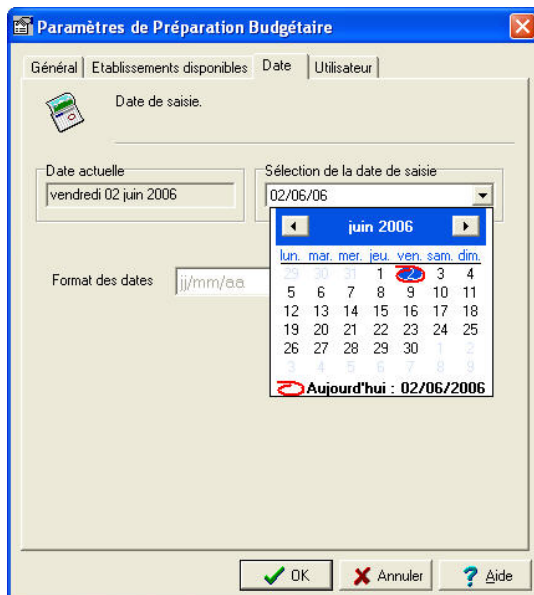 Paramètres de Préparation Budgétaire
Général Etablissements disponibles Date Utilisateur
Date de saisie.
Date actuelle
vendredi 02 juin 2006
Sélection de la date de saisie
02/06/06
juin 2006
lun. mar. mer. jeu. ven. sam. dim.
29 30 31 1 2 3 4
5 6 7 8 9 10 11
12 13 14 15 16 17 18
19 20 21 22 23 24 25
26 27 28 29 30 1 2
3 4 5 6 7 8 9
Aujourd'hui : 02/06/2006
Format des dates jj/mm/aa
OK Annuler Aide